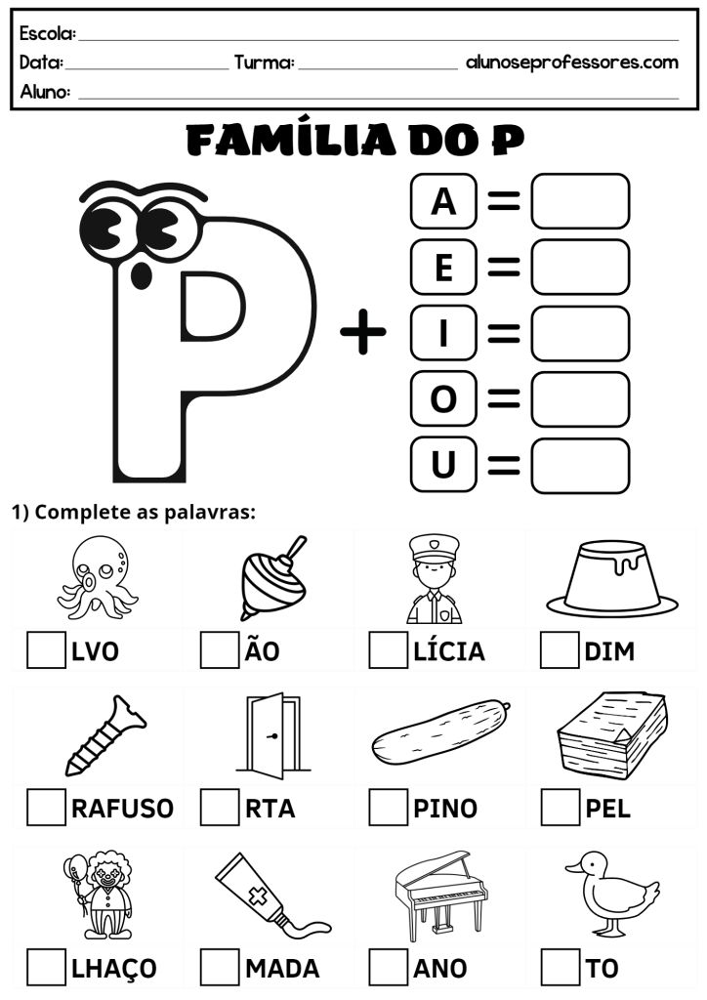 Escola:
Data: Turma: alunoseprofessores.com
Aluno:
FAMÍLIA DO P
P +
A =
E =
I =
O =
U =
1) Complete as palavras:
LVO ÃO LÍCIA DIM
RAFUSO RTA PINO PEL
LHAÇO MADA ANO TO